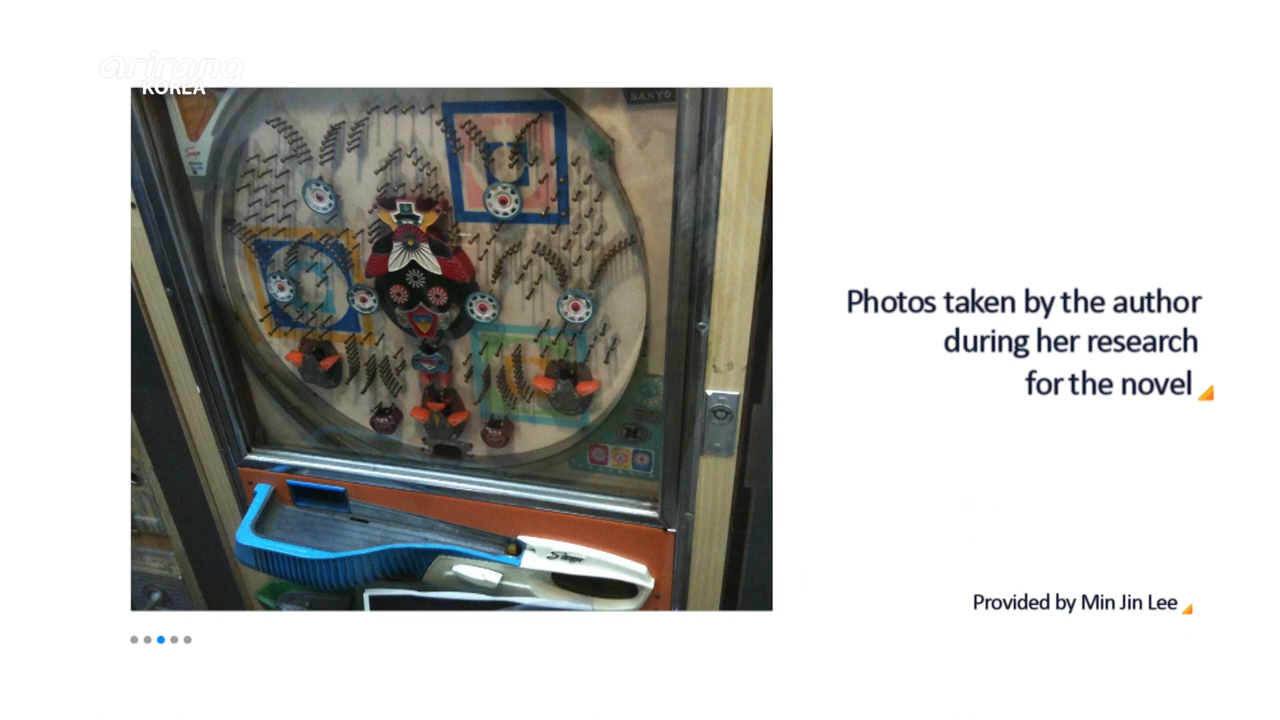 arirang
KOREA
SANYO
Photos taken by the author
during her research
for the novel
Provided by Min Jin Lee